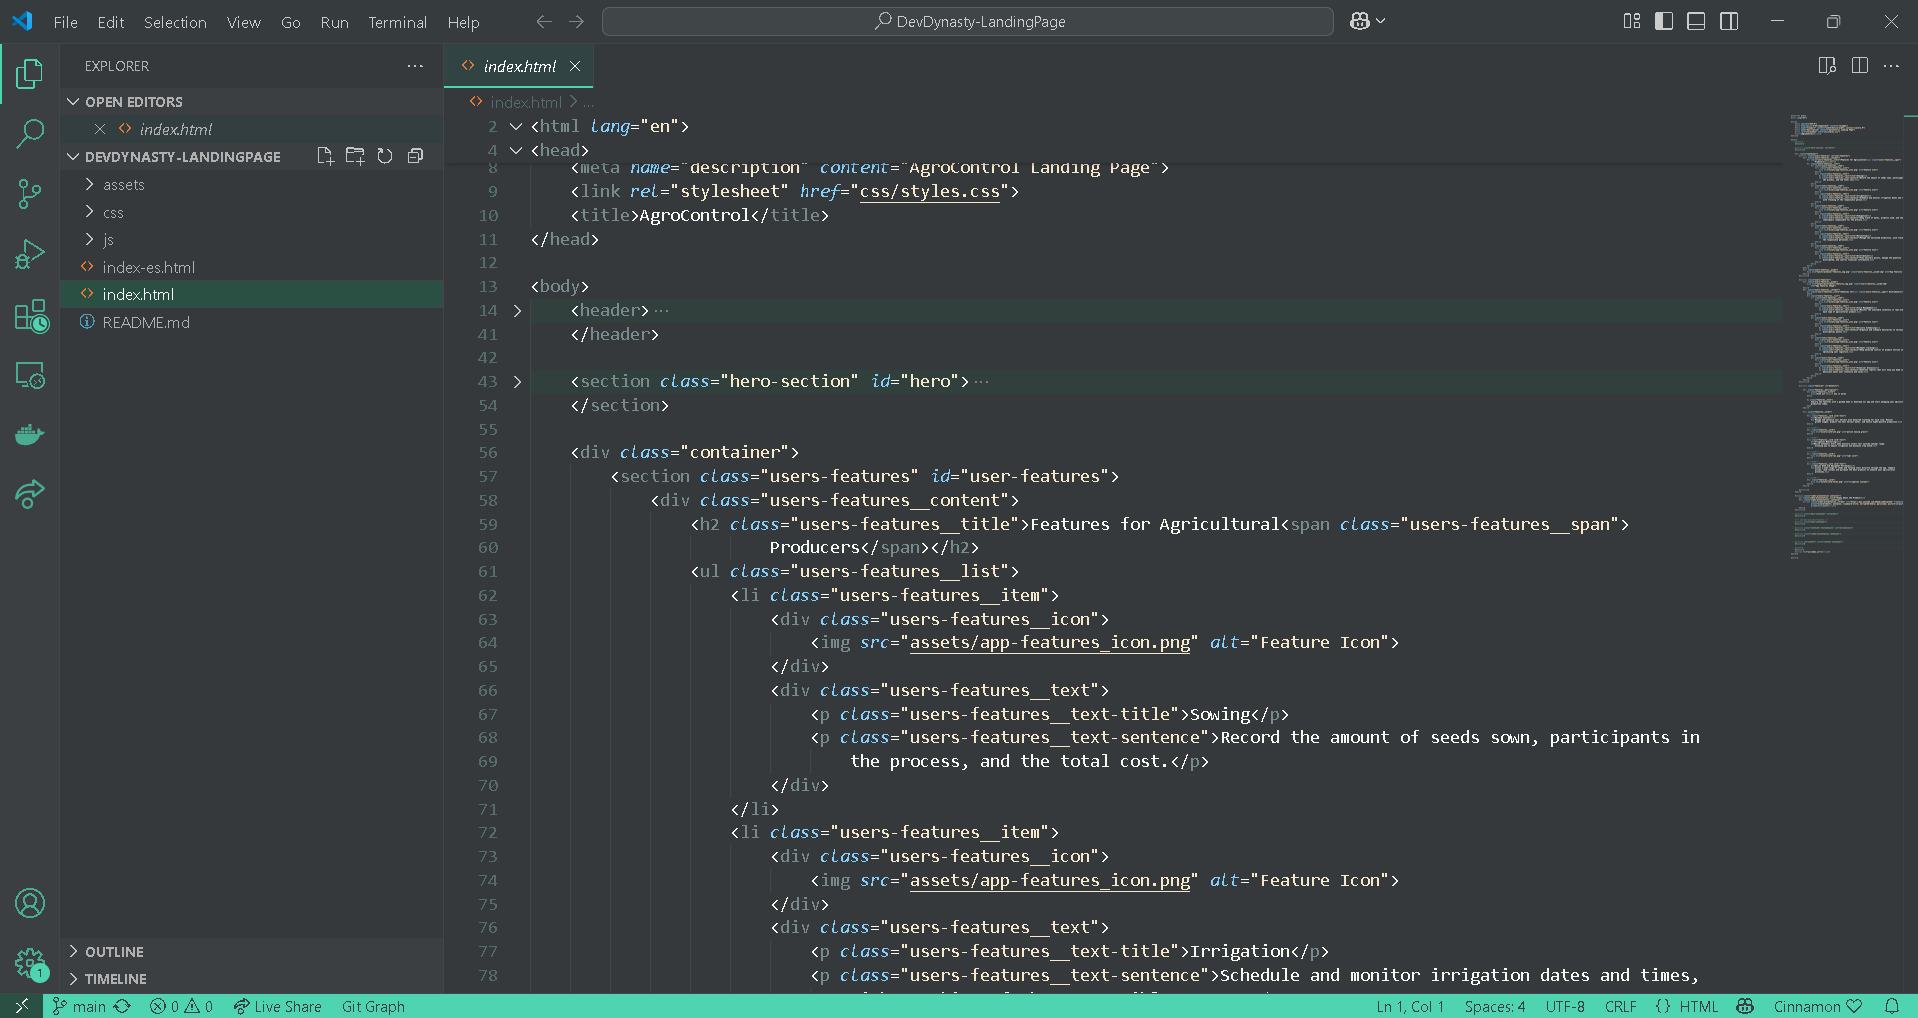 File Edit Selection View Go Run Terminal Help
DevDynasty-LandingPage
EXPLORER
OPEN EDITORS
index.html
DEVDYNASTY-LANDINGPAGE
assets
css
js
index-es.html
index.html
README.md
OUTLINE
TIMELINE
index.html
index.html > ...
2 <html lang="en">
4 <head>
8 <meta name="description" content="AgroControl Landing Page">
9 <link rel="stylesheet" href="css/styles.css">
10 <title>AgroControl</title>
11 </head>
12
13 <body>
14 <header> ...
41 </header>
42
43 <section class="hero-section" id="hero"> ...
54 </section>
55
56 <div class="container">
57 <section class="users-features" id="user-features">
58 <div class="users-features__content">
59 <h2 class="users-features__title">Features for Agricultural<span class="users-features__span">
60 Producers</span></h2>
61 <ul class="users-features__list">
62 <li class="users-features__item">
63 <div class="users-features__icon">
64 <img src="assets/app-features_icon.png" alt="Feature Icon">
65 </div>
66 <div class="users-features__text">
67 <p class="users-features__text-title">Sowing</p>
68 <p class="users-features__text-sentence">Record the amount of seeds sown, participants in
69 the process, and the total cost.</p>
70 </div>
71 </li>
72 <li class="users-features__item">
73 <div class="users-features__icon">
74 <img src="assets/app-features_icon.png" alt="Feature Icon">
75 </div>
76 <div class="users-features__text">
77 <p class="users-features__text-title">Irrigation</p>
78 <p class="users-features__text-sentence">Schedule and monitor irrigation dates and times,
1
main 0 0 Live Share Git Graph Ln 1, Col 1 Spaces: 4 UTF-8 CRLF {} HTML Cinnamon ♡